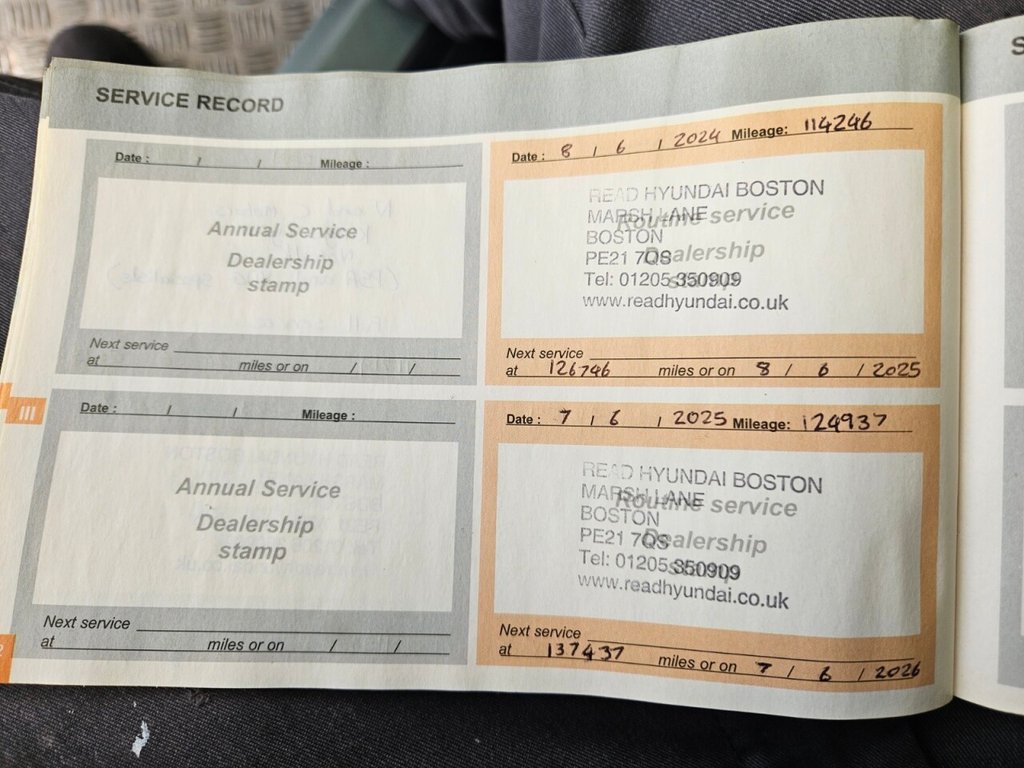 SERVICE RECORD
Date : / / Mileage :
Annual Service
Dealership
stamp
Next service
at miles or on / /
Date : 8 / 6 / 2024 Mileage: 114246
READ HYUNDAI BOSTON
MARSH LANE
Routine service
BOSTON
Dealership
PE21 7QS
stamp
Tel: 01205 350909
www.readhyundai.co.uk
Next service
at 126746 miles or on 8 / 6 / 2025
III
Date : / / Mileage :
Annual Service
Dealership
stamp
Next service
at miles or on / /
Date : 7 / 6 / 2025 Mileage: 124937
READ HYUNDAI BOSTON
MARSH LANE
Routine service
BOSTON
Dealership
PE21 7QS
stamp
Tel: 01205 350909
www.readhyundai.co.uk
Next service
at 137437 miles or on 7 / 6 / 2026
S